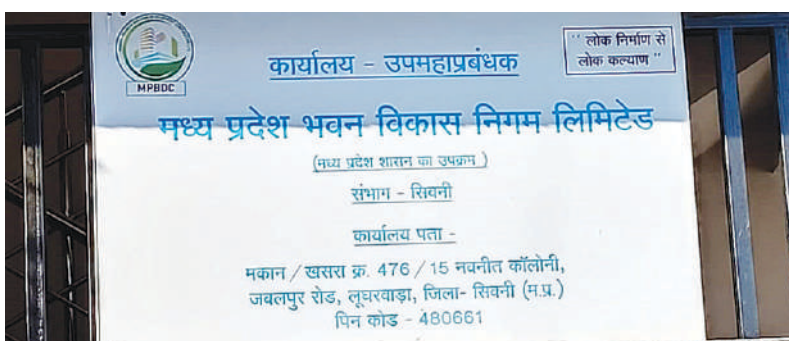 MPBDC
कार्यालय - उपमहाप्रबंधक
" लोक निर्माण से
लोक कल्याण "
मध्य प्रदेश भवन विकास निगम लिमिटेड
(मध्य प्रदेश शासन का उपक्रम )
संभाग - सिवनी
कार्यालय पता -
मकान / खसरा क्र. 476 / 15 नवनीत कॉलोनी,
जबलपुर रोड, लूघरवाड़ा, जिला- सिवनी (म.प्र.)
पिन कोड - 480661